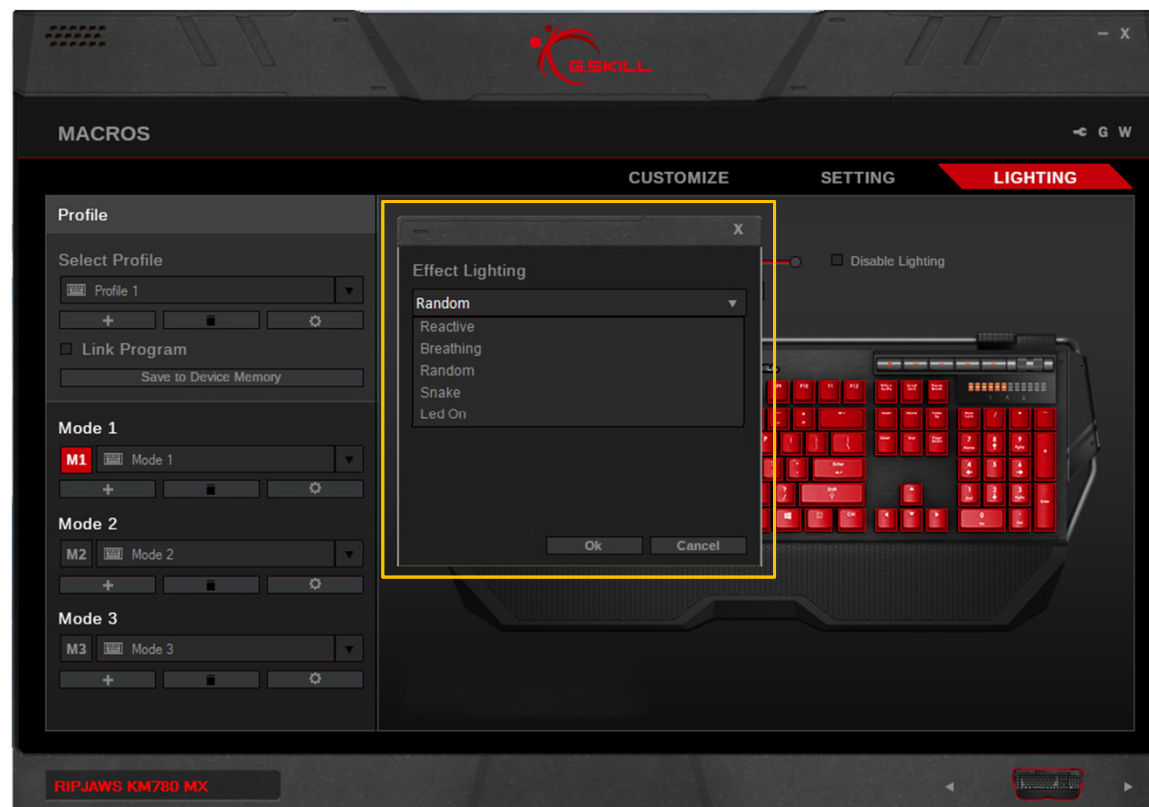 G.SKILL
– X
MACROS
G W
CUSTOMIZE SETTING LIGHTING
Profile
Select Profile
Profile 1
Link Program
Save to Device Memory
Mode 1
M1 Mode 1
Mode 2
M2 Mode 2
Mode 3
M3 Mode 3
X
Effect Lighting
Random
Reactive
Breathing
Random
Snake
Led On
Ok Cancel
Disable Lighting
RIPJAWS KM780 MX